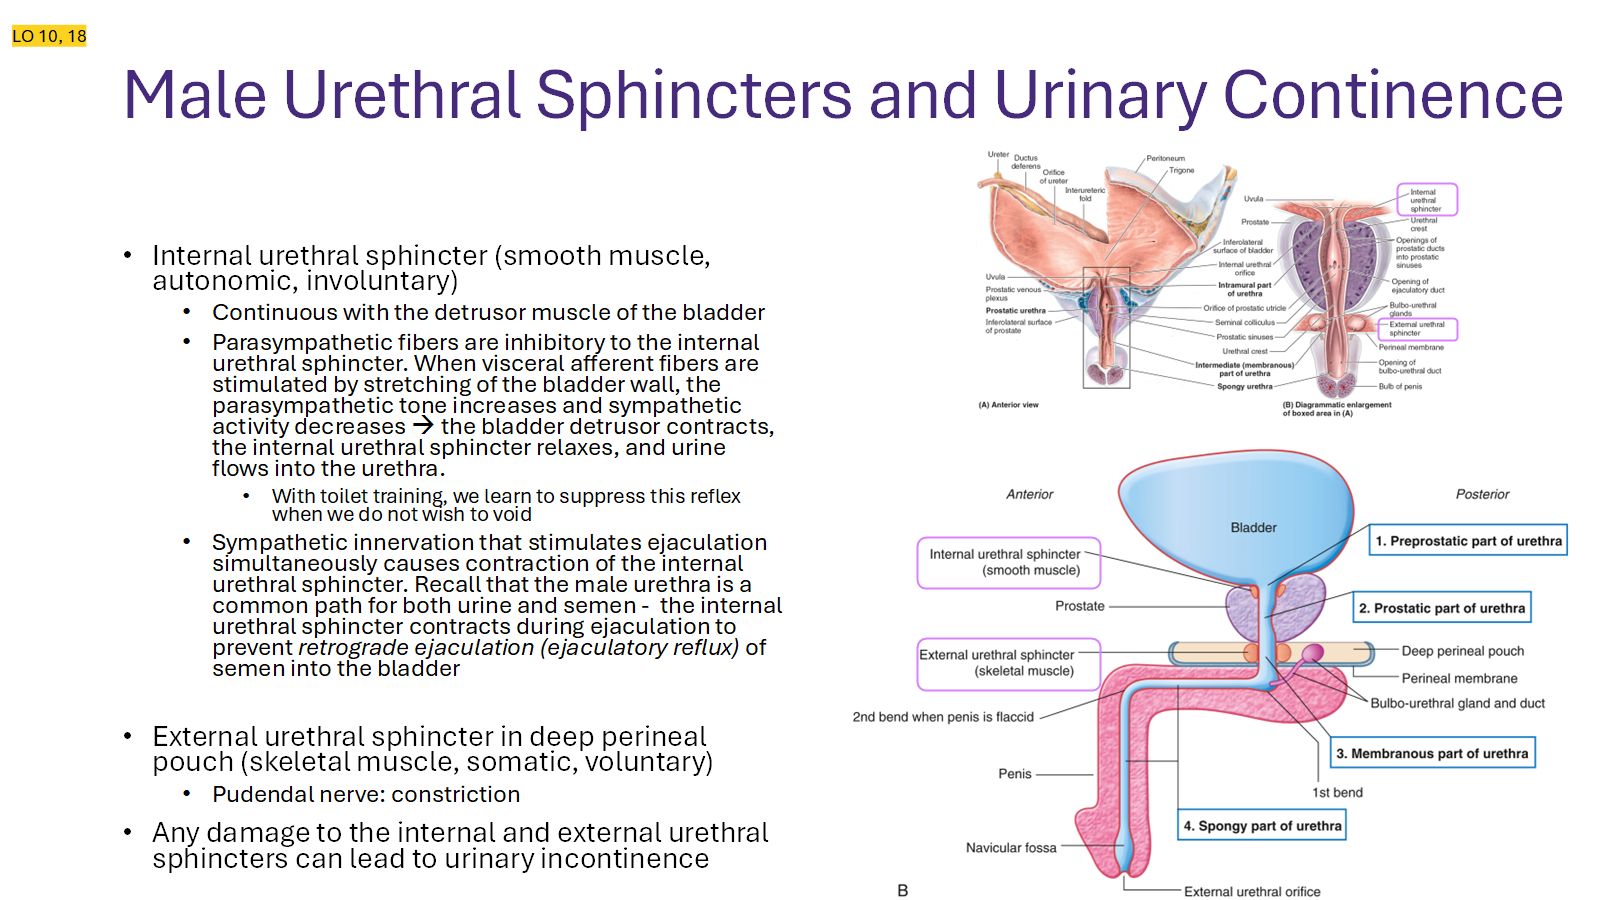 LO 10, 18
Male Urethral Sphincters and Urinary Continence
• Internal urethral sphincter (smooth muscle,
autonomic, involuntary)
• Continuous with the detrusor muscle of the bladder
• Parasympathetic fibers are inhibitory to the internal
urethral sphincter. When visceral afferent fibers are
stimulated by stretching of the bladder wall, the
parasympathetic tone increases and sympathetic
activity decreases → the bladder detrusor contracts,
the internal urethral sphincter relaxes, and urine
flows into the urethra.
• With toilet training, we learn to suppress this reflex
when we do not wish to void
• Sympathetic innervation that stimulates ejaculation
simultaneously causes contraction of the internal
urethral sphincter. Recall that the male urethra is a
common path for both urine and semen - the internal
urethral sphincter contracts during ejaculation to
prevent retrograde ejaculation (ejaculatory reflux) of
semen into the bladder
• External urethral sphincter in deep perineal
pouch (skeletal muscle, somatic, voluntary)
• Pudendal nerve: constriction
• Any damage to the internal and external urethral
sphincters can lead to urinary incontinence
Ureter
Ductus
deferens
Orifice
of ureter
Interureteric
fold
Peritoneum
Trigone
Uvula
Prostatic venous
plexus
Prostatic urethra
Inferolateral surface
of prostate
(A) Anterior view
Uvula
Prostate
Inferolateral
surface of bladder
Internal urethral
orifice
Intramural part
of urethra
Orifice of prostatic utricle
Seminal colliculus
Prostatic sinuses
Urethral crest
Intermediate (membranous)
part of urethra
Spongy urethra
Internal
urethral
sphincter
Urethral
crest
Openings of
prostatic ducts
into prostatic
sinuses
Opening of
ejaculatory duct
Bulbo-urethral
glands
External urethral
sphincter
Perineal membrane
Opening of
bulbo-urethral duct
Bulb of penis
(B) Diagrammatic enlargement
of boxed area in (A)
Anterior
Posterior
Bladder
1. Preprostatic part of urethra
Internal urethral sphincter
(smooth muscle)
Prostate
2. Prostatic part of urethra
External urethral sphincter
(skeletal muscle)
Deep perineal pouch
Perineal membrane
Bulbo-urethral gland and duct
2nd bend when penis is flaccid
3. Membranous part of urethra
Penis
1st bend
4. Spongy part of urethra
Navicular fossa
B
External urethral orifice